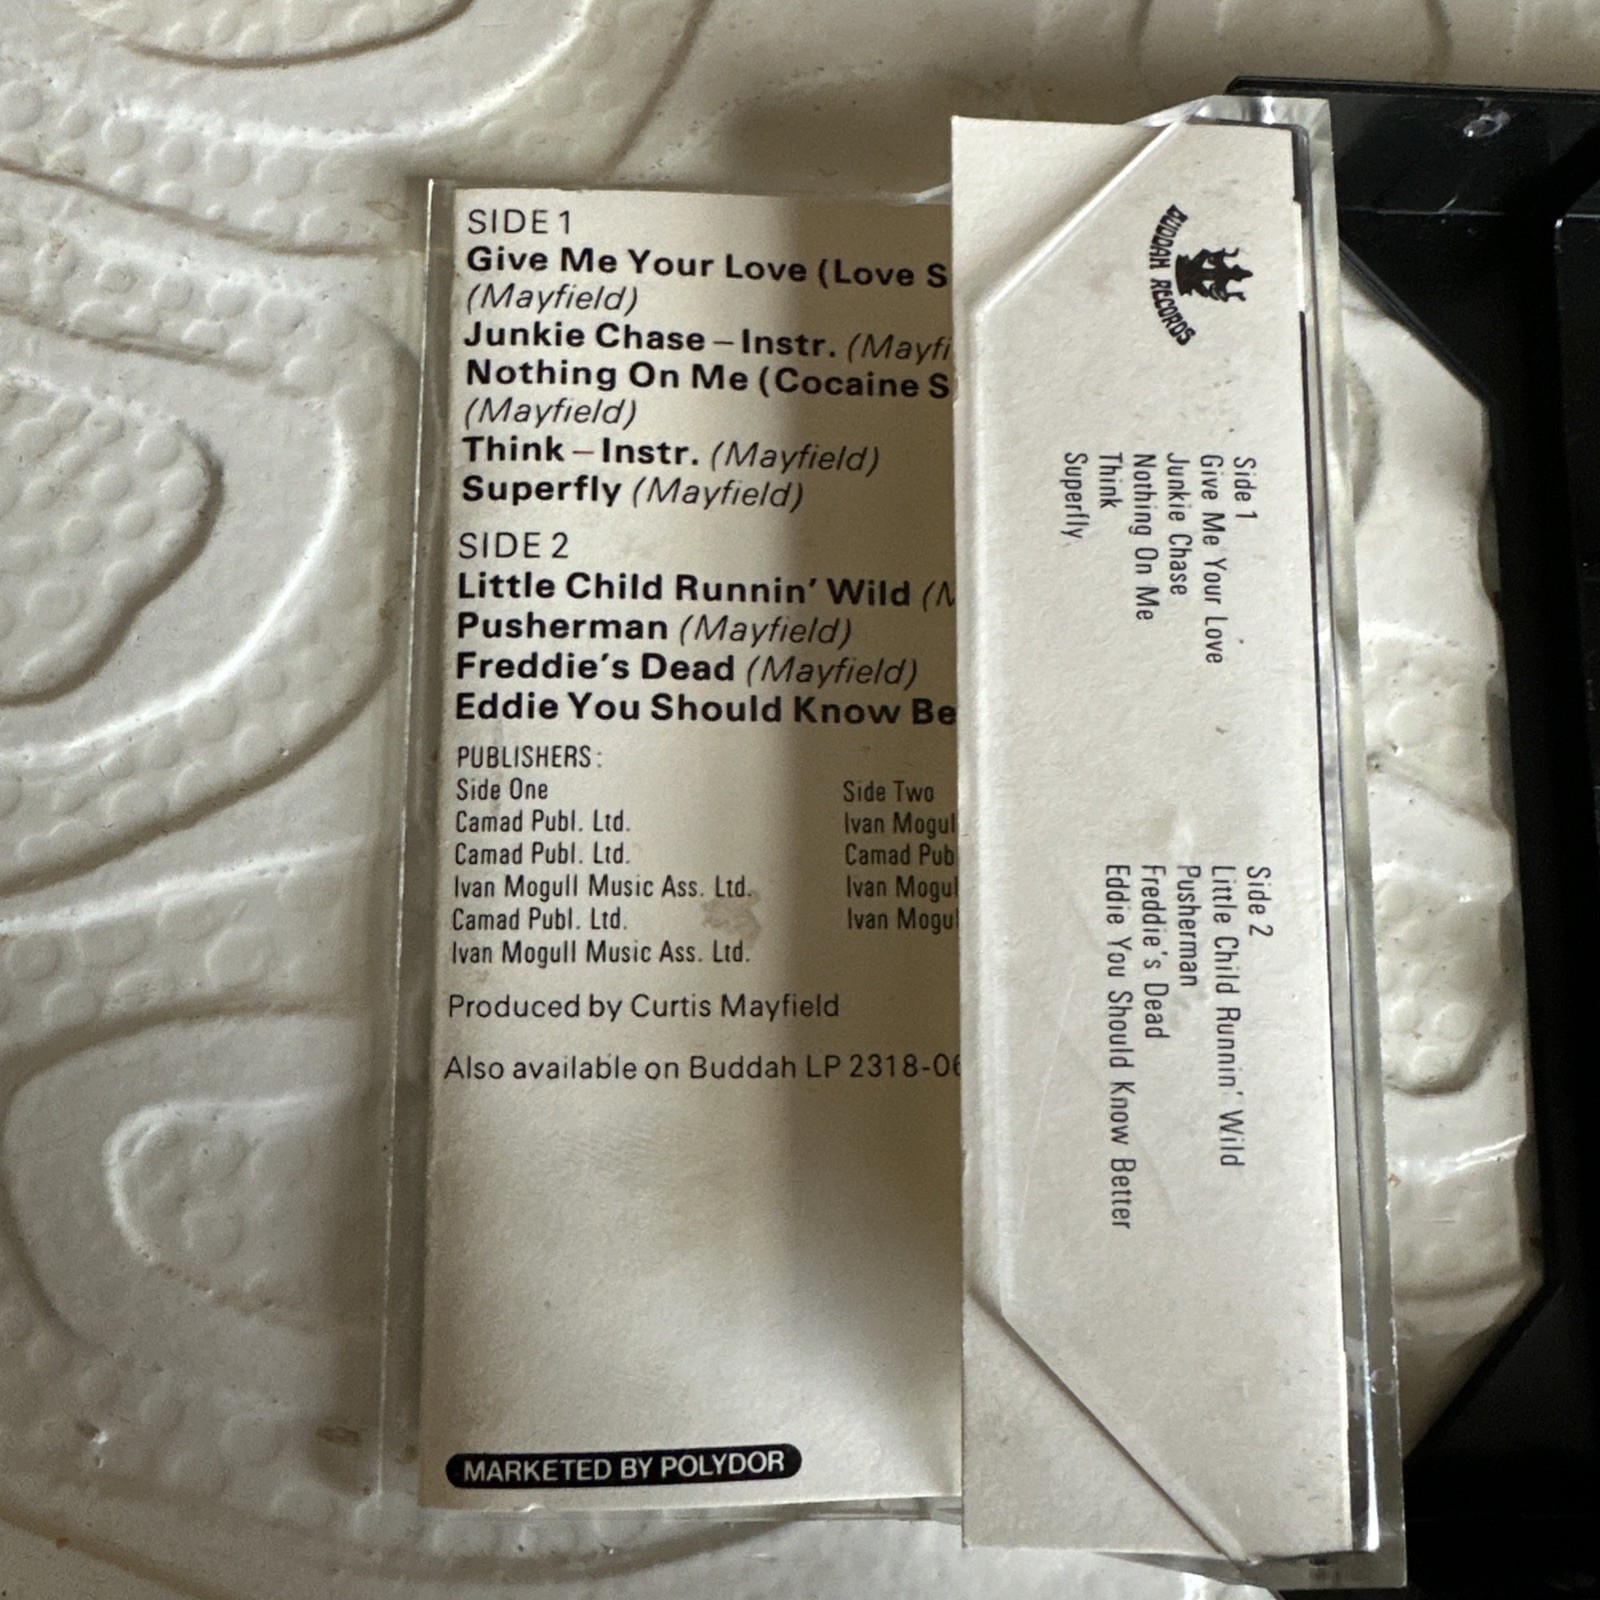 SIDE 1
Give Me Your Love (Love S
(Mayfield)
Junkie Chase – Instr. (Mayfi
Nothing On Me (Cocaine S
(Mayfield)
Think – Instr. (Mayfield)
Superfly (Mayfield)
SIDE 2
Little Child Runnin' Wild (M
Pusherman (Mayfield)
Freddie's Dead (Mayfield)
Eddie You Should Know Be
PUBLISHERS:
Side One
Camad Publ. Ltd.
Camad Publ. Ltd.
Ivan Mogull Music Ass. Ltd.
Camad Publ. Ltd.
Ivan Mogull Music Ass. Ltd.
Side Two
Ivan Mogul
Camad Pub
Ivan Mogul
Ivan Mogul
Produced by Curtis Mayfield
Also available on Buddah LP 2318-06
MARKETED BY POLYDOR
BUDDAH RECORDS
Side 1
Give Me Your Love
Junkie Chase
Nothing On Me
Think
Superfly
Side 2
Little Child Runnin' Wild
Pusherman
Freddie's Dead
Eddie You Should Know Better